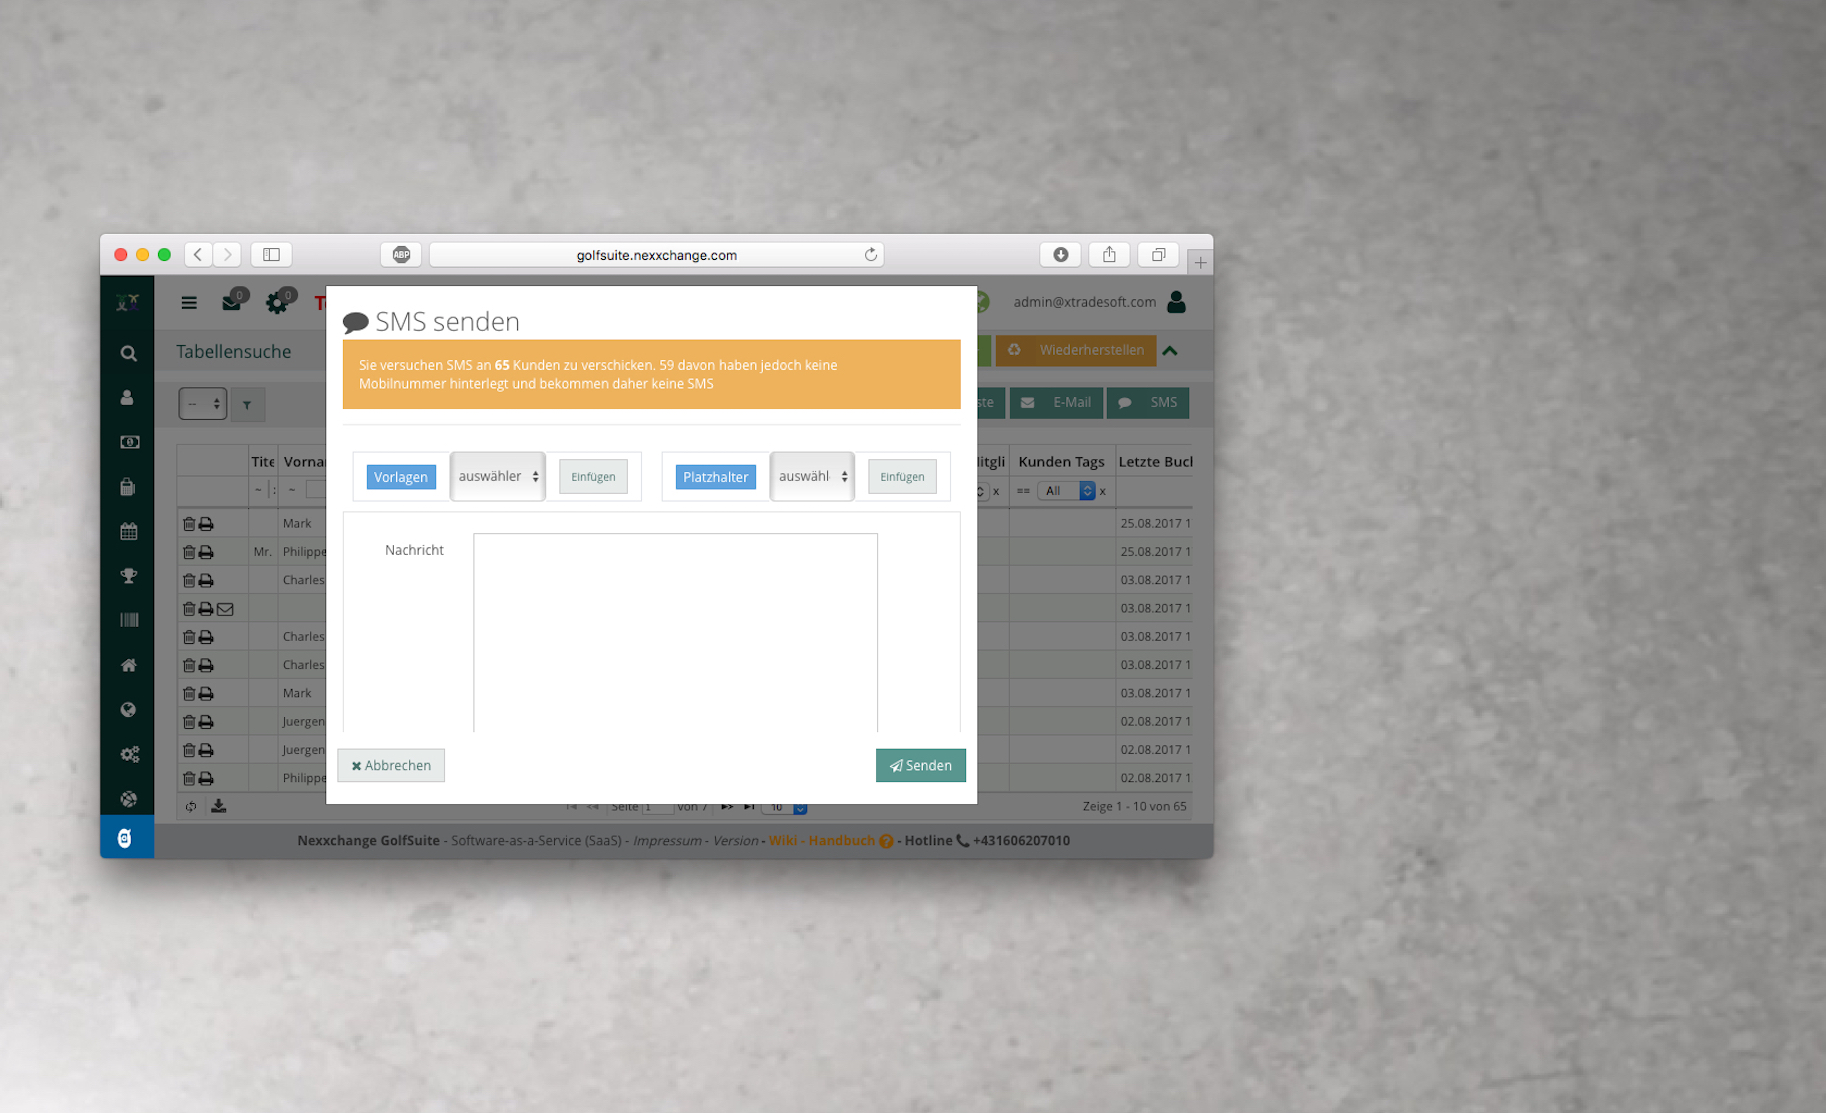 ABP
golfsuite.nexxchange.com
0
0
T
admin@xtradesoft.com
SMS senden
Tabellensuche
Wiederherstellen
Sie versuchen SMS an 65 Kunden zu verschicken. 59 davon haben jedoch keine
Mobilnummer hinterlegt und bekommen daher keine SMS
--
ste
E-Mail
SMS
Vorlagen
auswähler
Einfügen
Platzhalter
auswähl
Einfügen
Tite
Vorna
litgli
Kunden Tags
Letzte Buch
~ : ~
x == All x
Nachricht
Mark 25.08.2017 1
Mr. Philippe 25.08.2017 1
Charles 03.08.2017 1
03.08.2017 1
Charles 03.08.2017 1
Charles 03.08.2017 1
Mark 03.08.2017 1
Juergen 02.08.2017 1
Juergen 02.08.2017 1
Philippe 02.08.2017 1
Abbrechen
Senden
Seite 1 von 7 10
Zeige 1 - 10 von 65
Nexxchange GolfSuite - Software-as-a-Service (SaaS) - Impressum - Version - Wiki - Handbuch ? - Hotline +431606207010